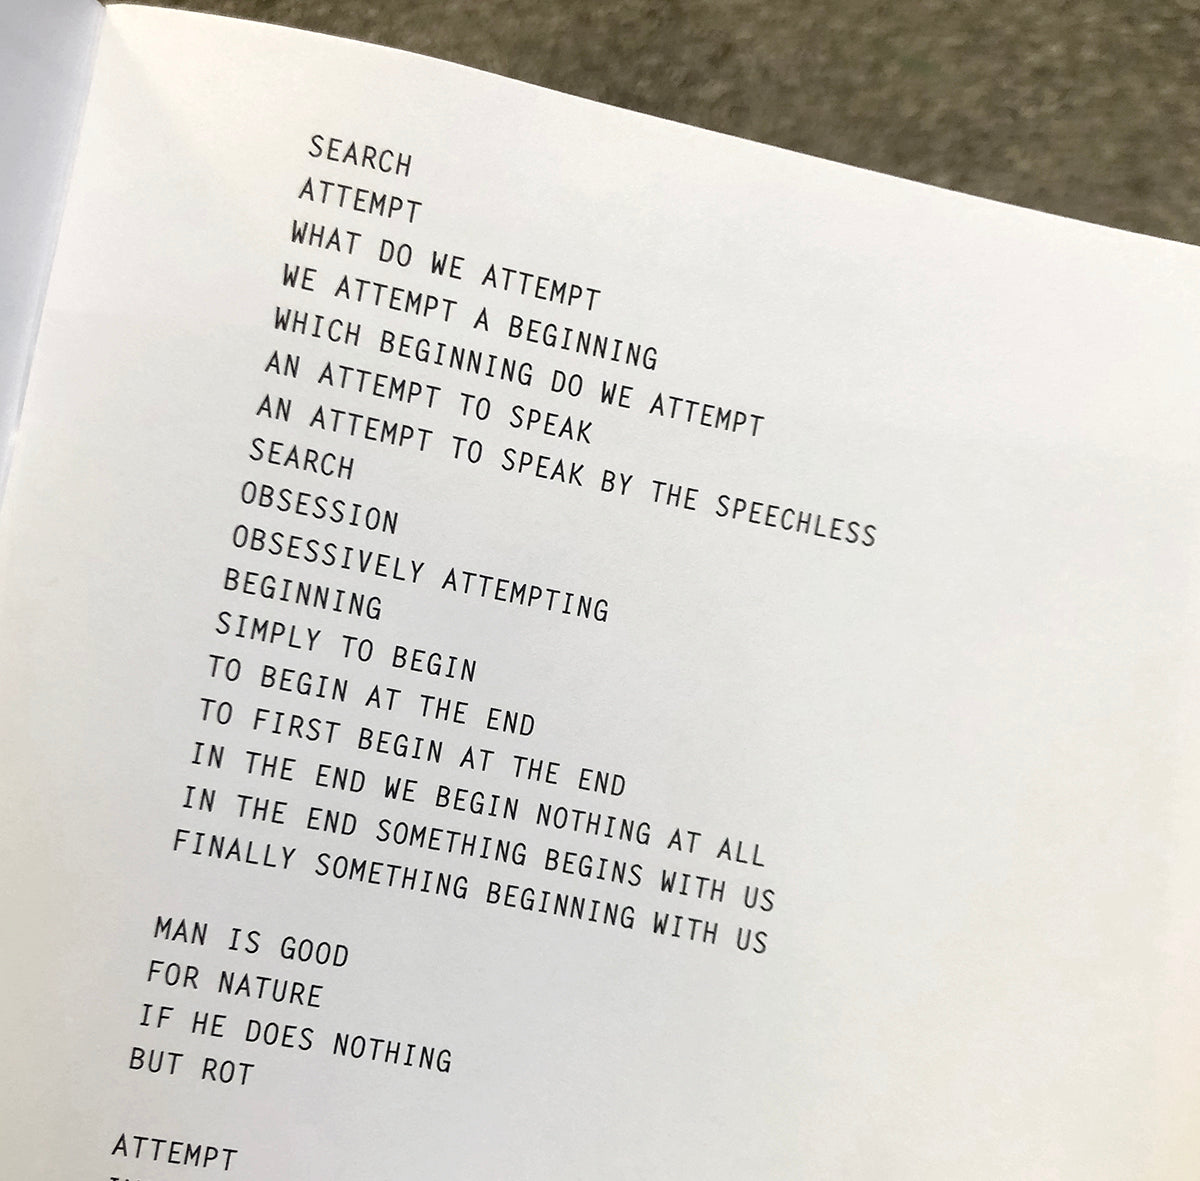 SEARCH
ATTEMPT
WHAT DO WE ATTEMPT
WE ATTEMPT A BEGINNING
WHICH BEGINNING DO WE ATTEMPT
AN ATTEMPT TO SPEAK
AN ATTEMPT TO SPEAK BY THE SPEECHLESS
SEARCH
OBSESSION
OBSESSIVELY ATTEMPTING
BEGINNING
SIMPLY TO BEGIN
TO BEGIN AT THE END
TO FIRST BEGIN AT THE END
IN THE END WE BEGIN NOTHING AT ALL
IN THE END SOMETHING BEGINS WITH US
FINALLY SOMETHING BEGINNING WITH US
MAN IS GOOD
FOR NATURE
IF HE DOES NOTHING
BUT ROT
ATTEMPT